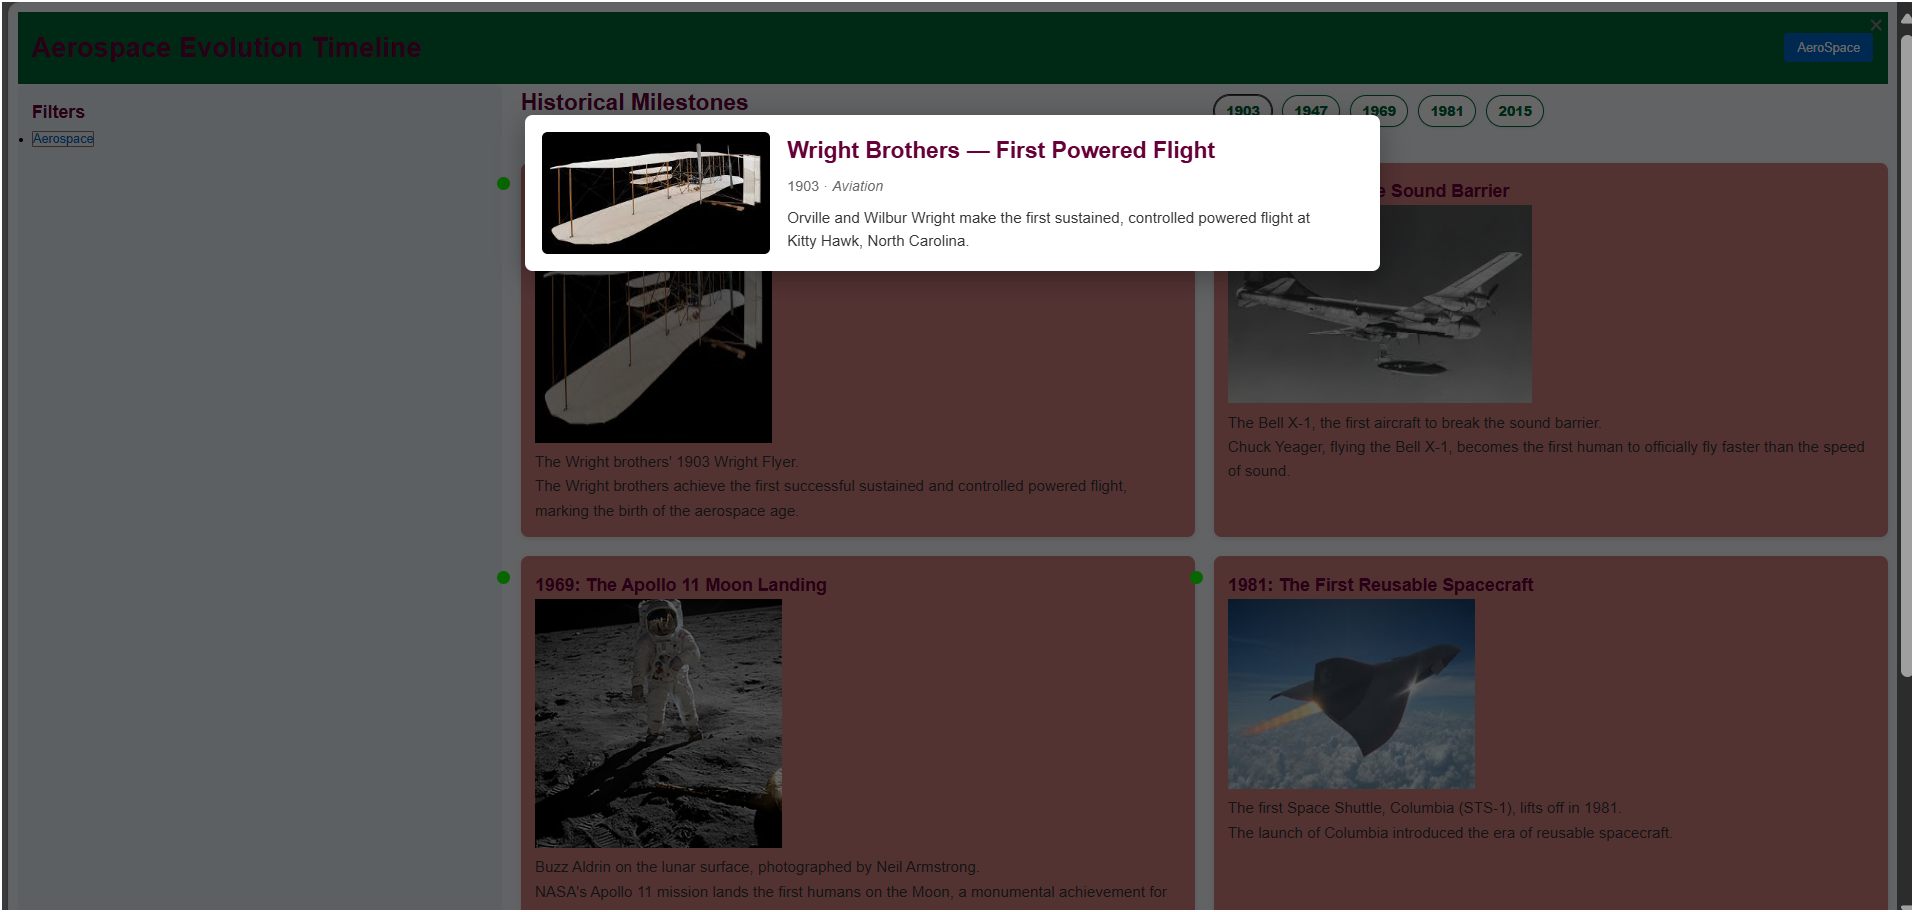 Aerospace Evolution Timeline
×
AeroSpace
Filters
Aerospace
Historical Milestones
1903
1947
1969
1981
2015
Wright Brothers — First Powered Flight
1903 · Aviation
Orville and Wilbur Wright make the first sustained, controlled powered flight at
Kitty Hawk, North Carolina.
The Wright brothers' 1903 Wright Flyer.
The Wright brothers achieve the first successful sustained and controlled powered flight,
marking the birth of the aerospace age.
Sound Barrier
The Bell X-1, the first aircraft to break the sound barrier.
Chuck Yeager, flying the Bell X-1, becomes the first human to officially fly faster than the speed
of sound.
1969: The Apollo 11 Moon Landing
Buzz Aldrin on the lunar surface, photographed by Neil Armstrong.
NASA's Apollo 11 mission lands the first humans on the Moon, a monumental achievement for
1981: The First Reusable Spacecraft
The first Space Shuttle, Columbia (STS-1), lifts off in 1981.
The launch of Columbia introduced the era of reusable spacecraft.